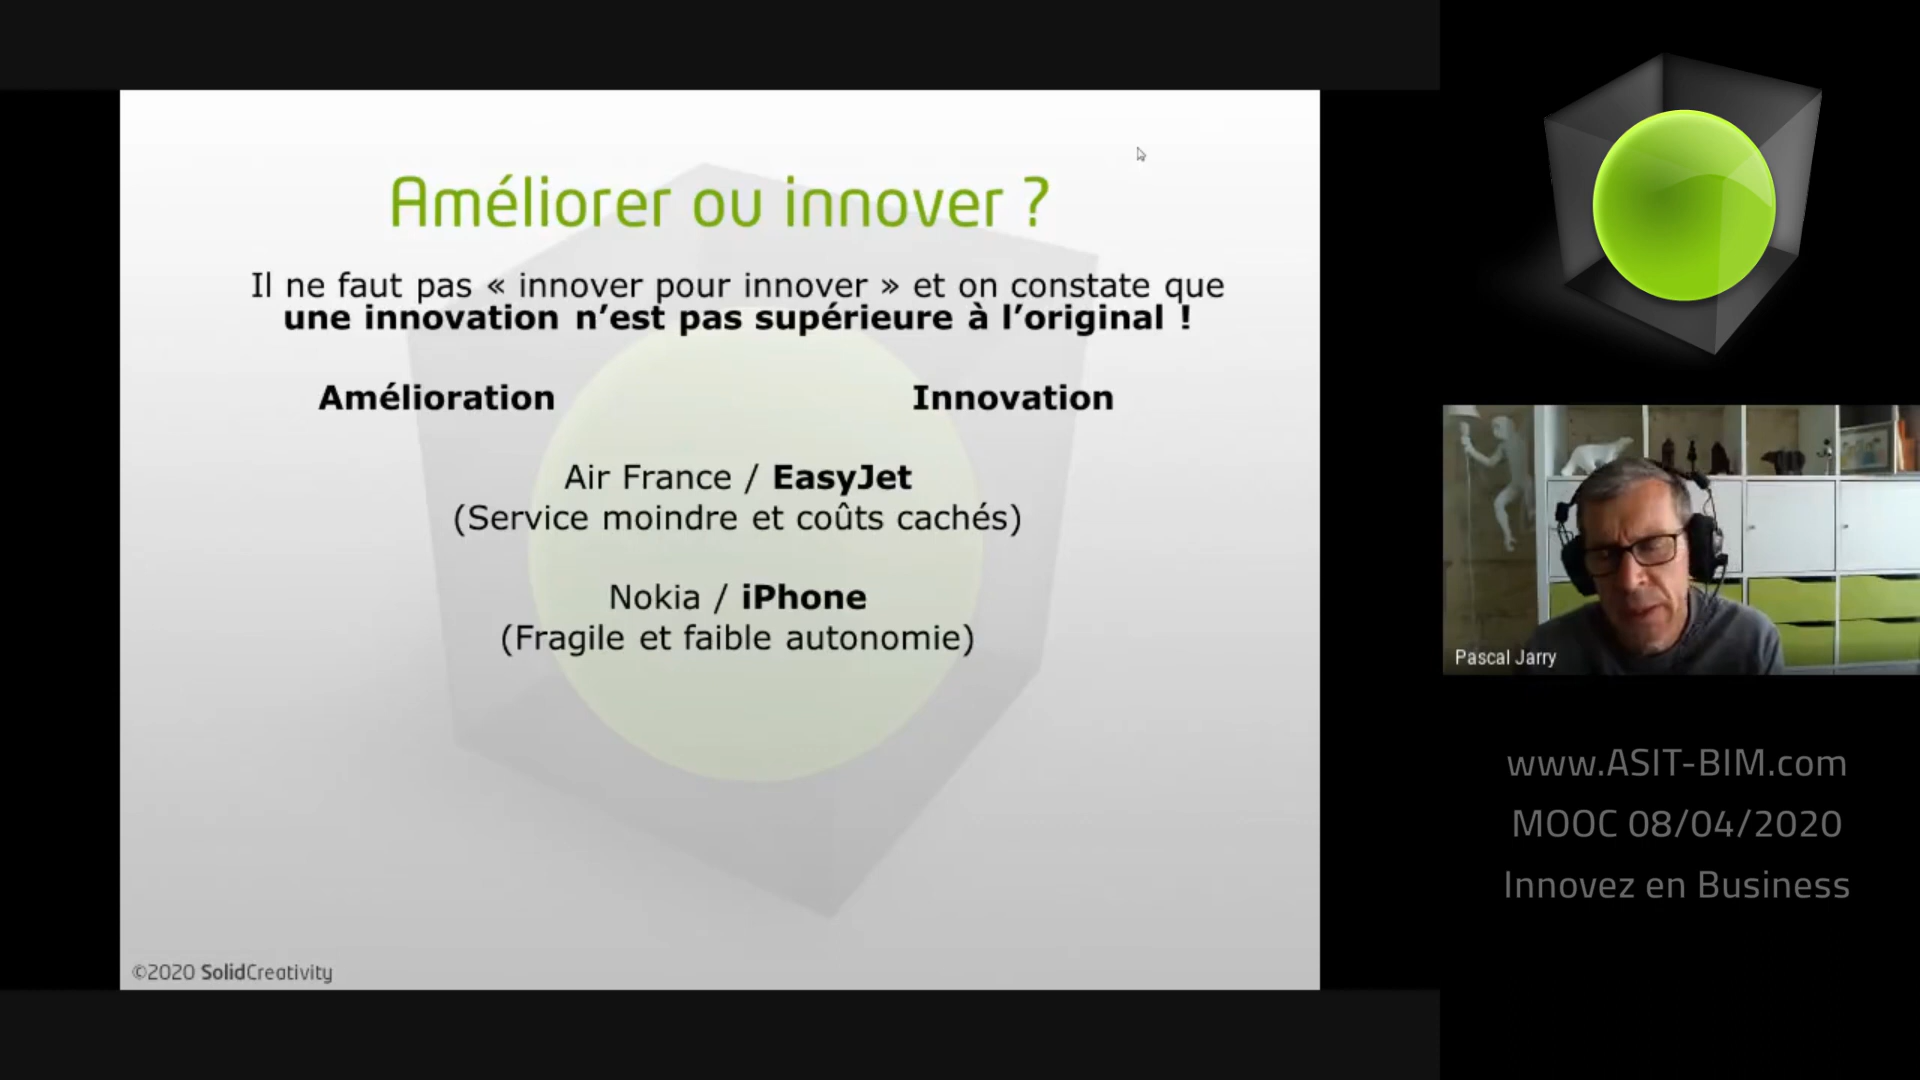 Améliorer ou innover ?
Il ne faut pas « innover pour innover » et on constate que
une innovation n’est pas supérieure à l’original !
Amélioration
Innovation
Air France / EasyJet
(Service moindre et coûts cachés)
Nokia / iPhone
(Fragile et faible autonomie)
©2020 SolidCreativity
Pascal Jarry
www.ASIT-BIM.com
MOOC 08/04/2020
Innovez en Business